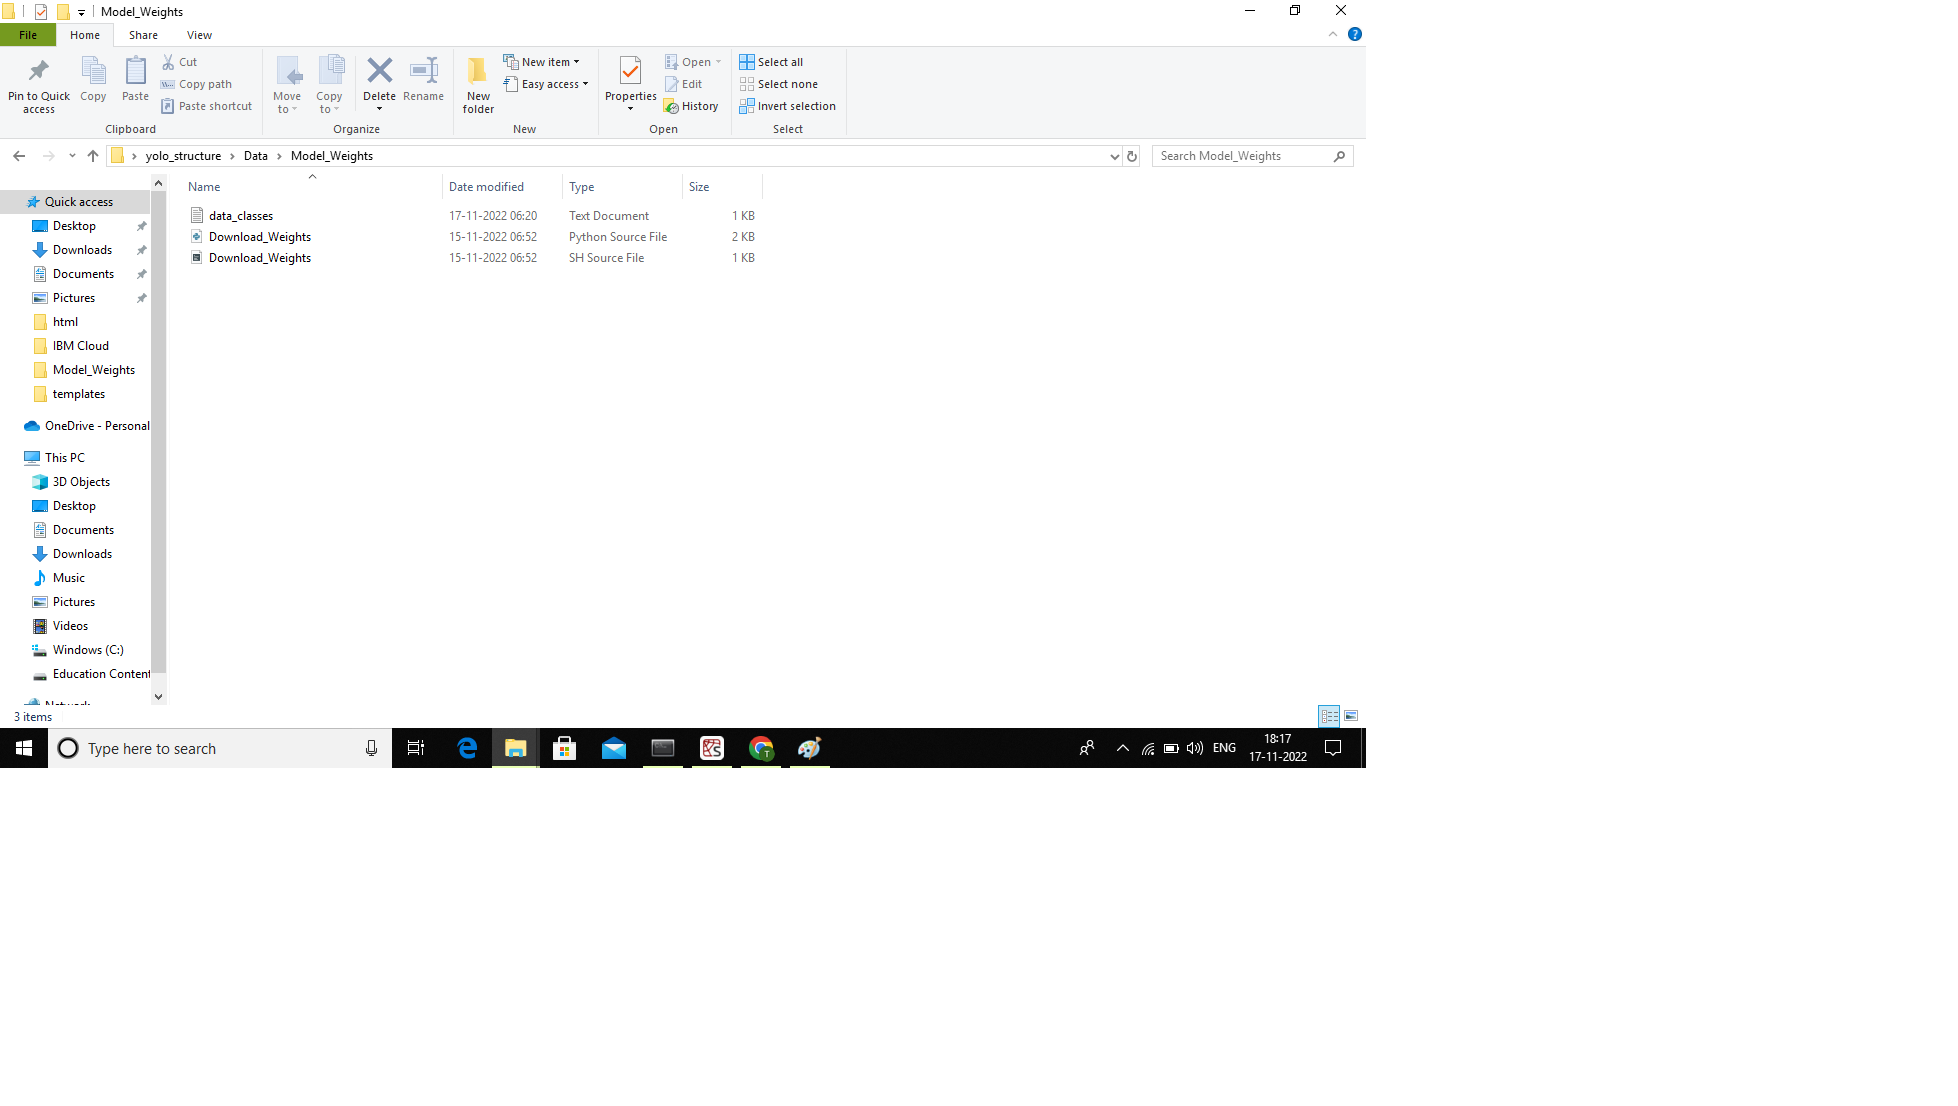 Model_Weights
File Home Share View
Pin to Quick access
Copy
Paste
Cut
Copy path
Paste shortcut
Clipboard
Move to
Copy to
Delete
Rename
Organize
New folder
New item
Easy access
New
Properties
Open
Edit
History
Open
Select all
Select none
Invert selection
Select
yolo_structure Data Model_Weights
Search Model_Weights
Name Date modified Type Size
data_classes 17-11-2022 06:20 Text Document 1 KB
Download_Weights 15-11-2022 06:52 Python Source File 2 KB
Download_Weights 15-11-2022 06:52 SH Source File 1 KB
Quick access
Desktop
Downloads
Documents
Pictures
html
IBM Cloud
Model_Weights
templates
OneDrive - Personal
This PC
3D Objects
Desktop
Documents
Downloads
Music
Pictures
Videos
Windows (C:)
Education Content
Network
3 items
Type here to search
ENG
18:17
17-11-2022